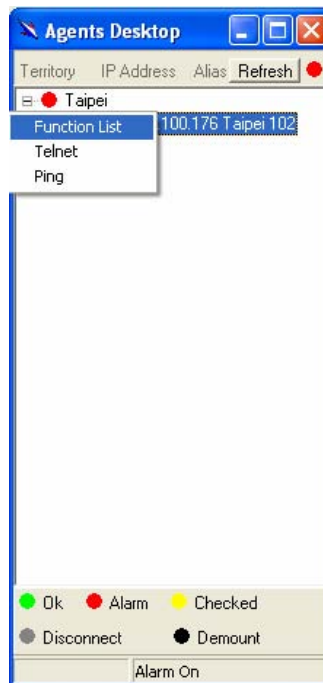 Agents Desktop
Territory IP Address Alias Refresh
Taipei
Function List 100.176 Taipei 102
Telnet
Ping
Ok Alarm Checked
Disconnect Demount
Alarm On